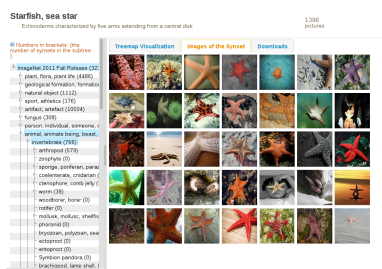 Starfish, sea star
Echinoderms characterized by five arms extending from a central disk
1396
pictures
Numbers in brackets: (the
number of synsets in the subtree
).
ImageNet 2011 Fall Release (32
plant, flora, plant life (4486)
geological formation, formation
natural object (1112)
sport, athletics (176)
artifact, artefact (10504)
fungus (308)
person, individual, someone,
animal, animate being, beast,
invertebrate (766)
arthropod (579)
zoophyte (0)
sponge, poriferan, para
coelenterate, cnidarian (
ctenophore, comb jelly (
worm (38)
woodborer, borer (0)
rotifer (0)
mollusk, mollusc, shellfis
phoronid (0)
bryozoan, polyzoan, sea
ectoproct (0)
entoproct (0)
Symbion pandora (0)
brachiopod, lamp shell, l
Treemap Visualization
Images of the Synset
Downloads